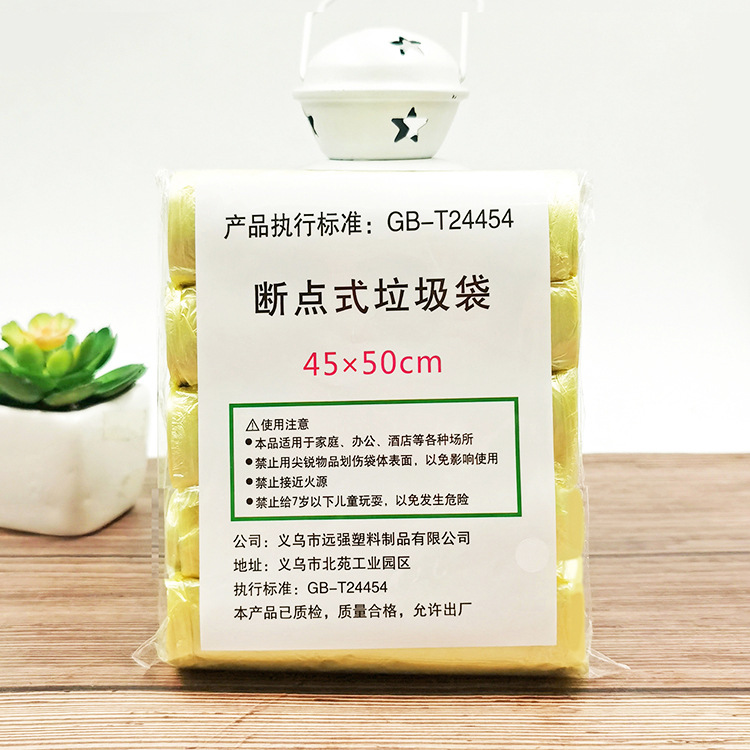 产品执行标准：GB-T24454
断点式垃圾袋
45×50cm
⚠使用注意
●本品适用于家庭、办公、酒店等各种场所
●禁止用尖锐物品划伤袋体表面，以免影响使用
●禁止接近火源
●禁止给7岁以下儿童玩耍，以免发生危险
公司：义乌市远强塑料制品有限公司
地址：义乌市北苑工业园区
执行标准：GB-T24454
本产品已质检，质量合格，允许出厂